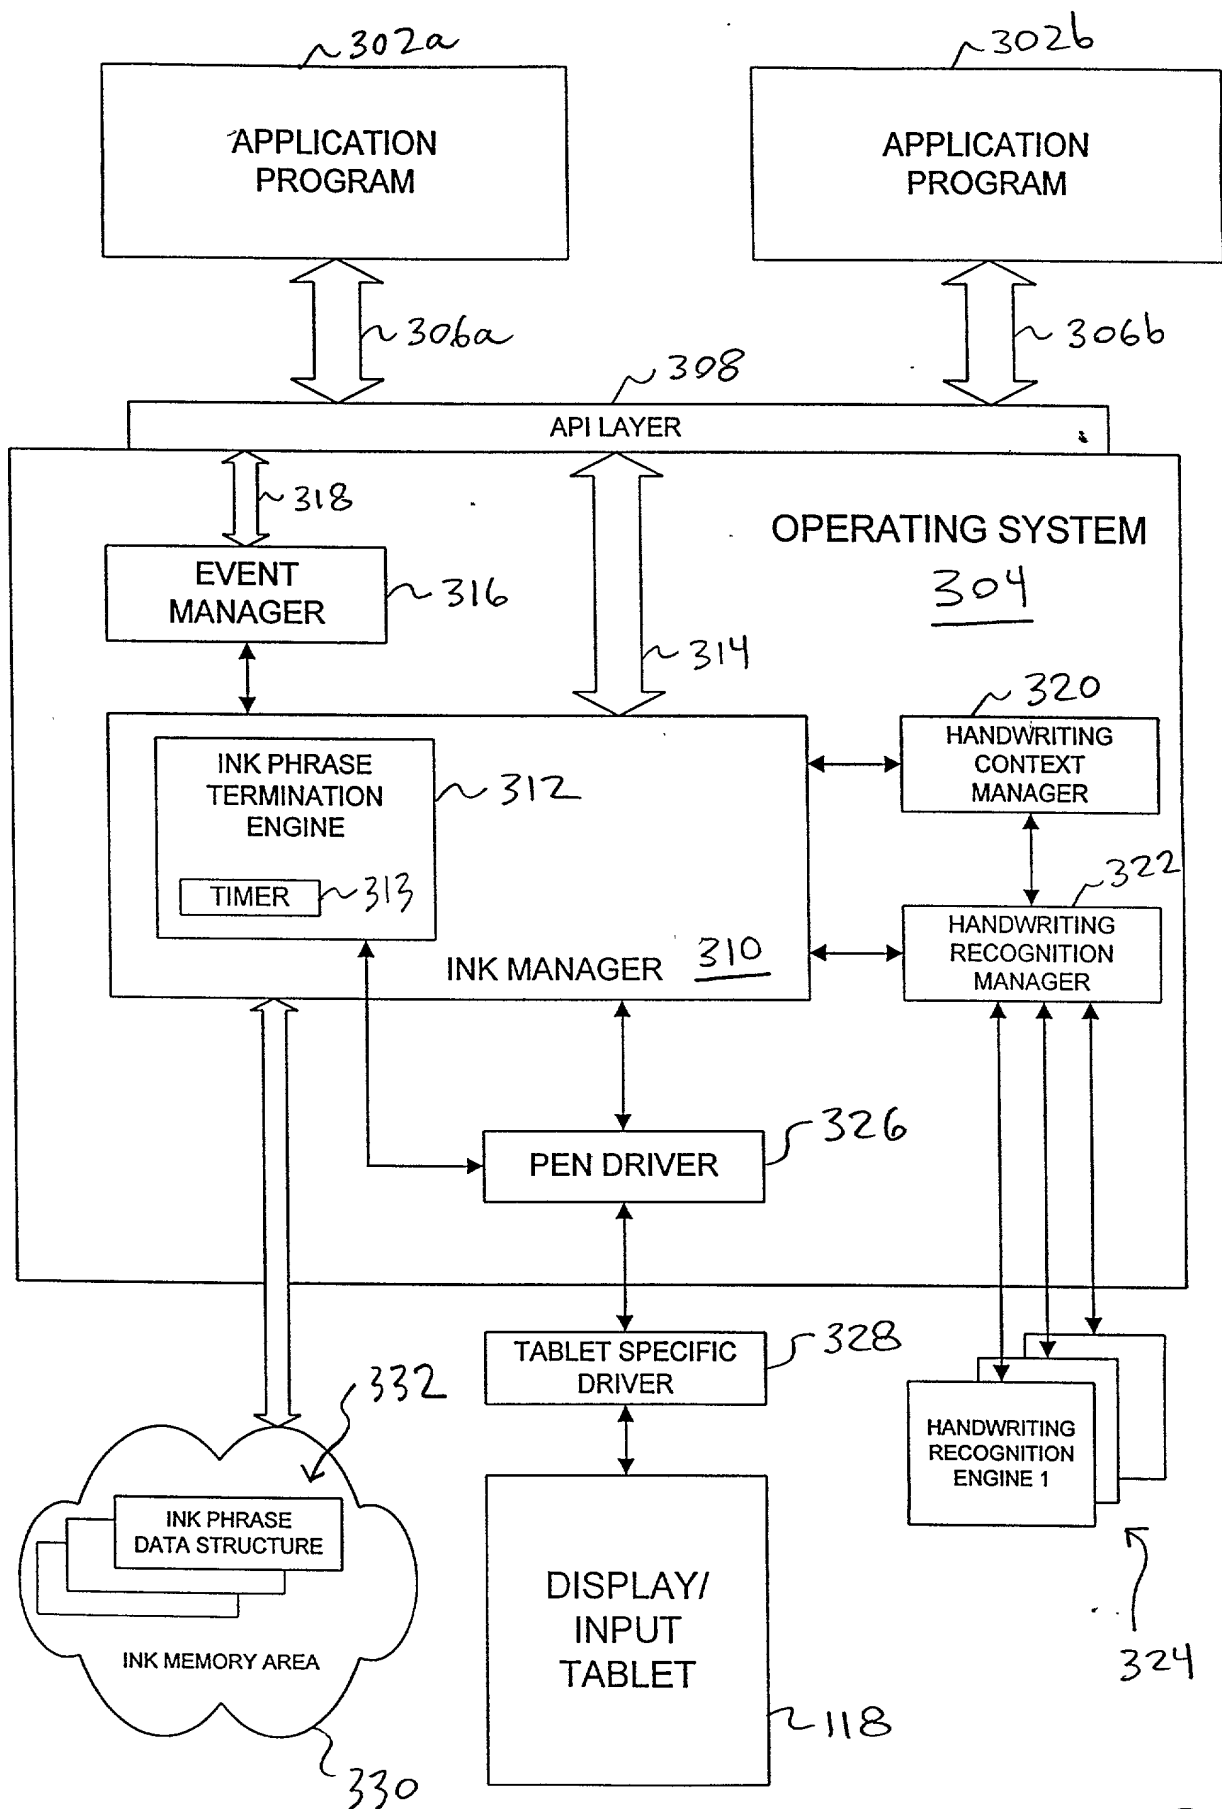 302a
302b
APPLICATION
PROGRAM
APPLICATION
PROGRAM
306a
306b
308
API LAYER
318
OPERATING SYSTEM
304
EVENT
MANAGER
316
314
320
HANDWRITING
CONTEXT
MANAGER
INK PHRASE
TERMINATION
ENGINE
312
TIMER
313
322
HANDWRITING
RECOGNITION
MANAGER
INK MANAGER
310
326
PEN DRIVER
328
TABLET SPECIFIC
DRIVER
332
HANDWRITING
RECOGNITION
ENGINE 1
INK PHRASE
DATA STRUCTURE
DISPLAY/
INPUT
TABLET
INK MEMORY AREA
324
118
330